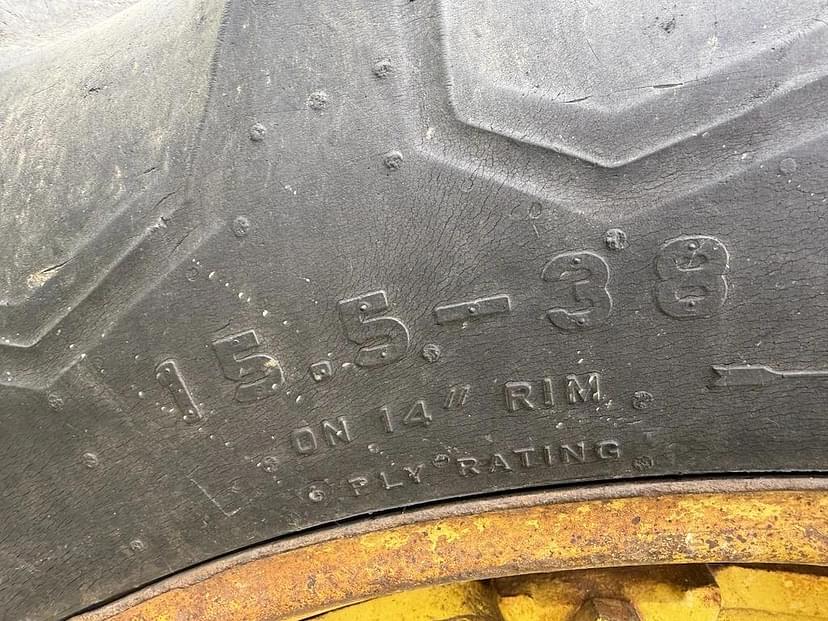 15.5-38
ON 14" RIM
6 PLY RATING